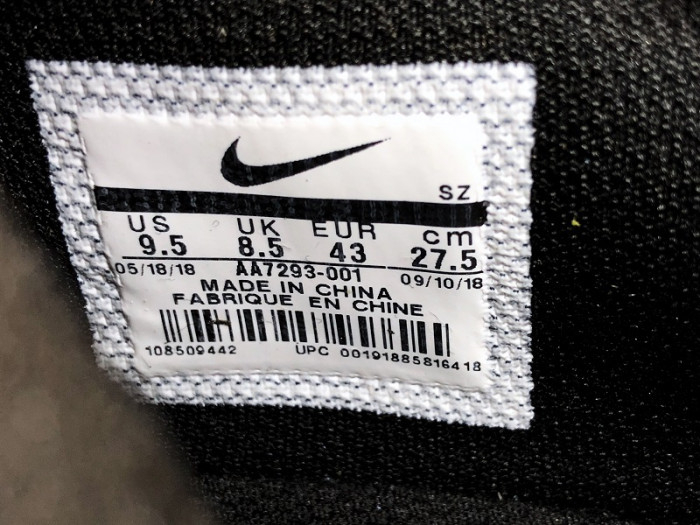 SZ
US UK EUR cm
9.5 8.5 43 27.5
05/18/18 AA7293-001 09/10/18
MADE IN CHINA
FABRIQUE EN CHINE
108509442 UPC 00191885816418